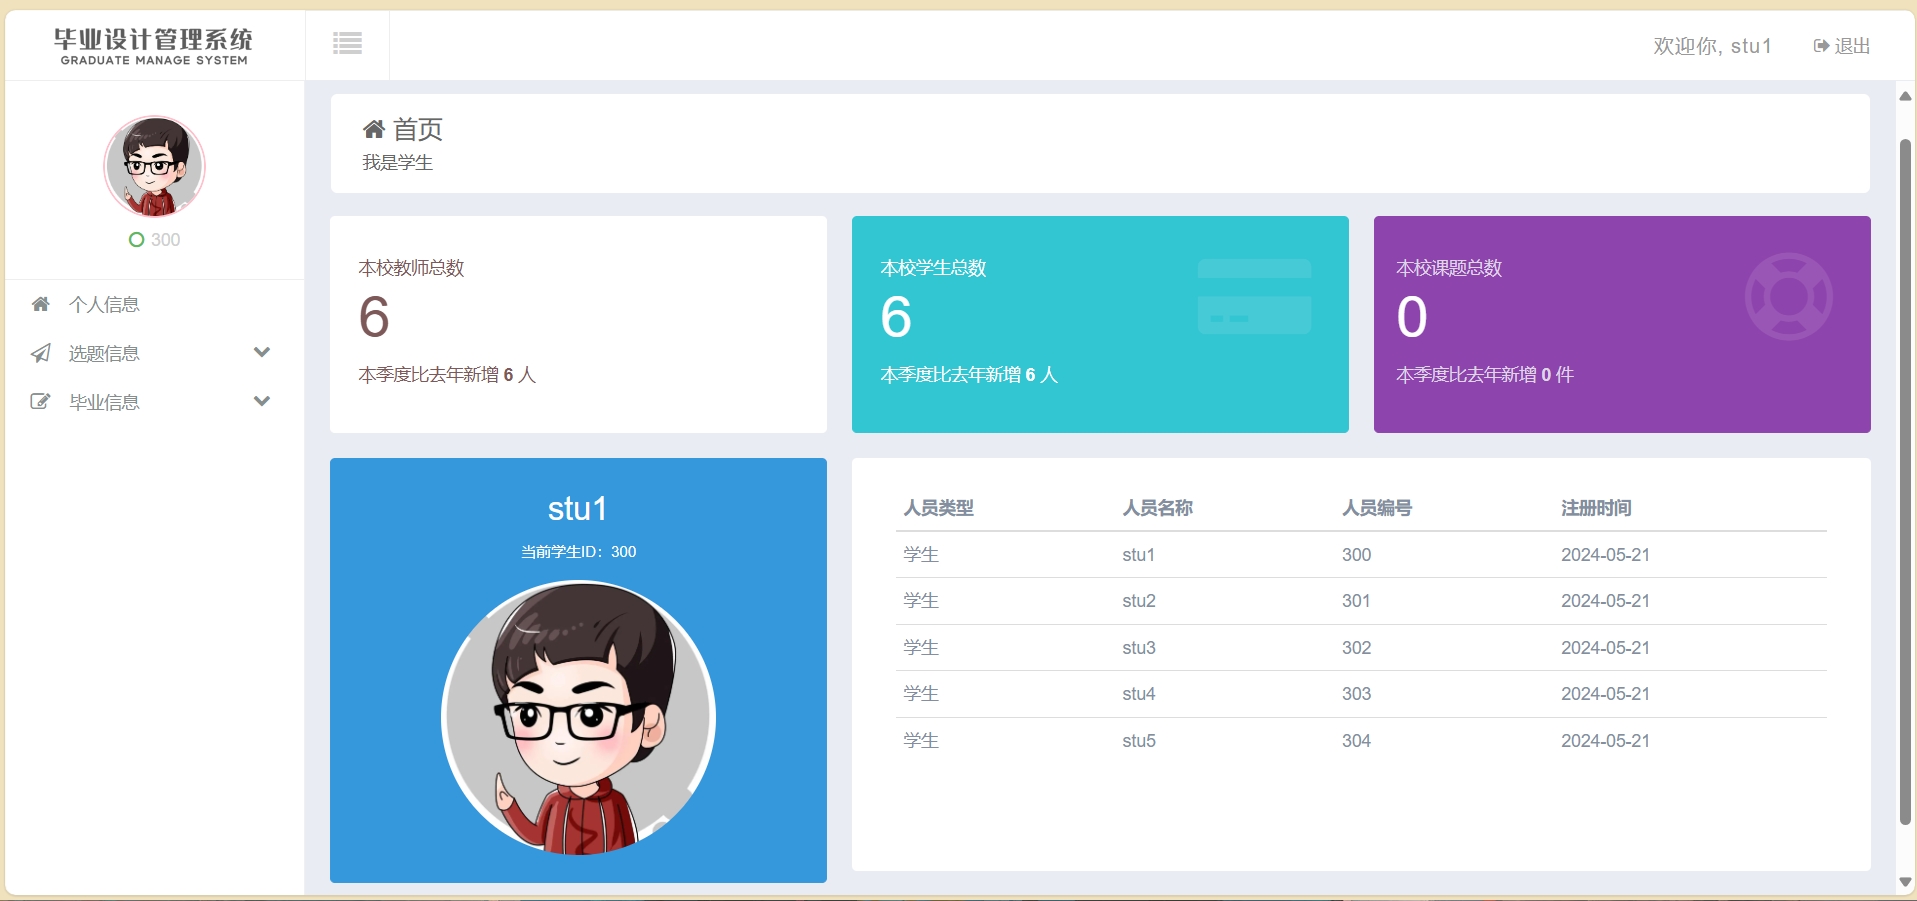 毕业设计管理系统
GRADUATE MANAGE SYSTEM
欢迎你, stu1
退出
300
个人信息
选题信息
毕业信息
首页
我是学生
本校教师总数
6
本季度比去年新增 6 人
本校学生总数
6
本季度比去年新增 6 人
本校课题总数
0
本季度比去年新增 0 件
stu1
当前学生ID：300
人员类型 人员名称 人员编号 注册时间
学生 stu1 300 2024-05-21
学生 stu2 301 2024-05-21
学生 stu3 302 2024-05-21
学生 stu4 303 2024-05-21
学生 stu5 304 2024-05-21